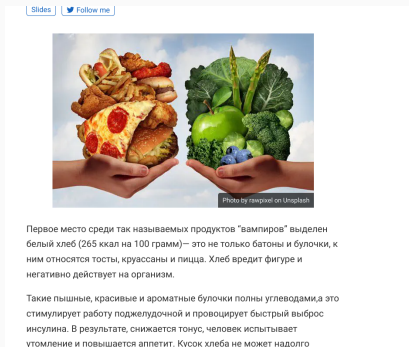 Slides
Follow me
Photo by rawpixel on Unsplash
Первое место среди так называемых продуктов “вампиров” выделен
белый хлеб (265 ккал на 100 грамм)— это не только батоны и булочки, к
ним относятся тосты, круассаны и пицца. Хлеб вредит фигуре и
негативно действует на организм.
Такие пышные, красивые и ароматные булочки полны углеводами,а это
стимулирует работу поджелудочной и провоцирует быстрый выброс
инсулина. В результате, снижается тонус, человек испытывает
утомление и повышается аппетит. Кусок хлеба не может надолго